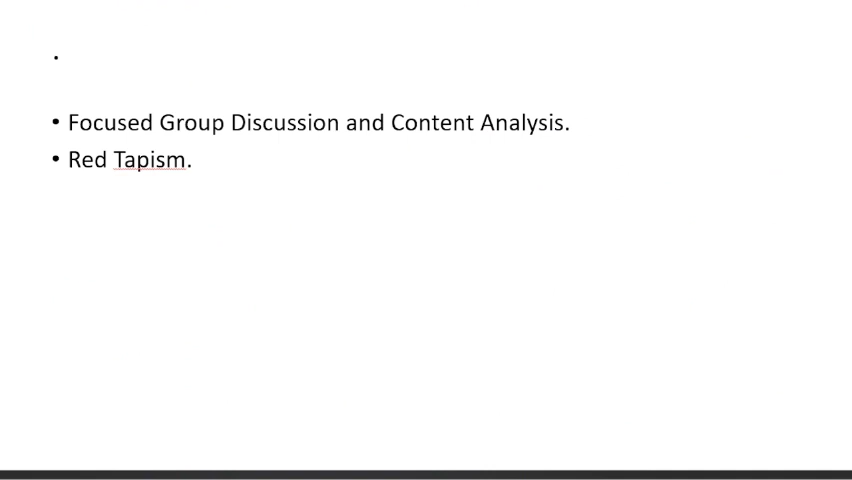 .
• Focused Group Discussion and Content Analysis.
• Red Tapism.